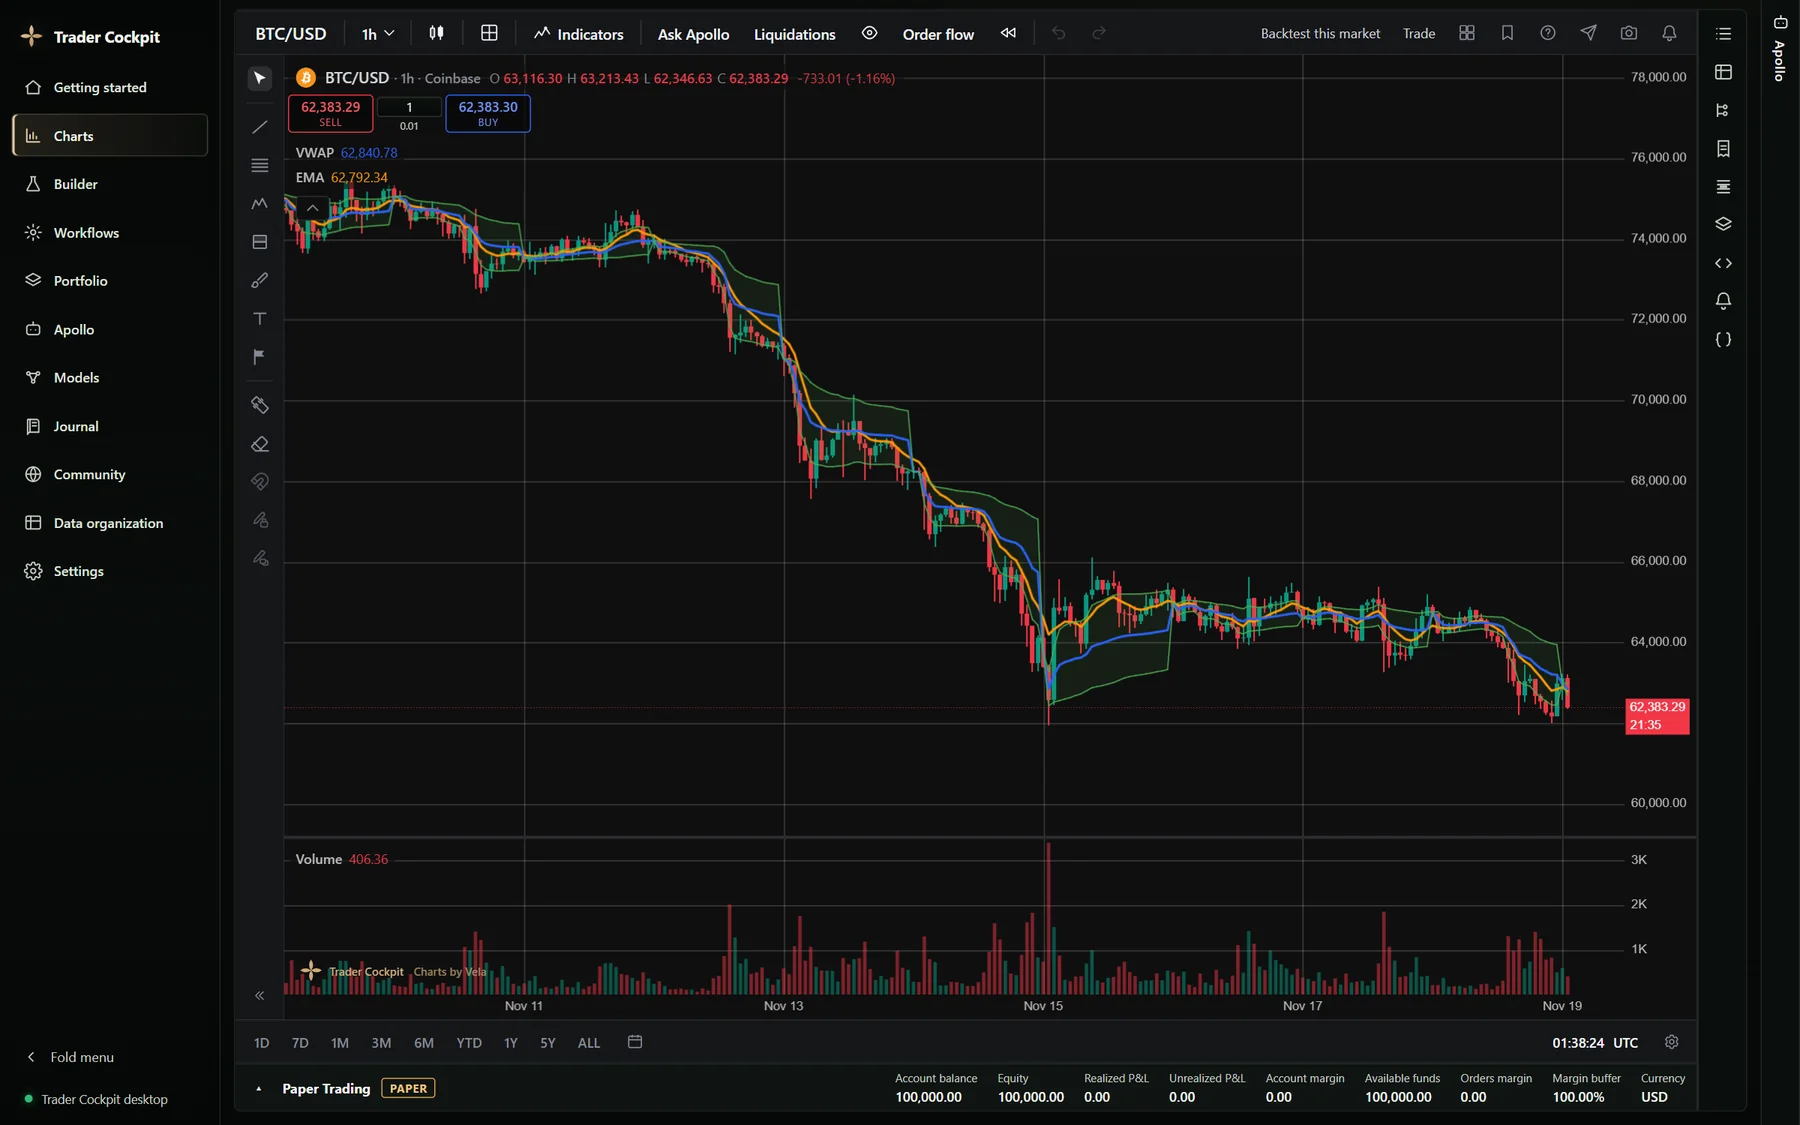 Trader Cockpit
Getting started
Charts
Builder
Workflows
Portfolio
Apollo
Models
Journal
Community
Data organization
Settings
Fold menu
Trader Cockpit desktop
BTC/USD 1h Indicators Ask Apollo Liquidations Order flow Backtest this market Trade
BTC/USD · 1h · Coinbase O 63,116.30 H 63,213.43 L 62,346.63 C 62,383.29 -733.01 (-1.16%)
62,383.29 1 62,383.30
SELL 0.01 BUY
VWAP 62,840.78
EMA 62,792.34
78,000.00
76,000.00
74,000.00
72,000.00
70,000.00
68,000.00
66,000.00
64,000.00
62,383.29
21:35
60,000.00
Volume 406.36
3K
2K
1K
Trader Cockpit Charts by Vela
Nov 11 Nov 13 Nov 15 Nov 17 Nov 19
1D 7D 1M 3M 6M YTD 1Y 5Y ALL 01:38:24 UTC
Paper Trading PAPER
Account balance Equity Realized P&L Unrealized P&L Account margin Available funds Orders margin Margin buffer Currency
100,000.00 100,000.00 0.00 0.00 0.00 100,000.00 0.00 100.00% USD
Apollo